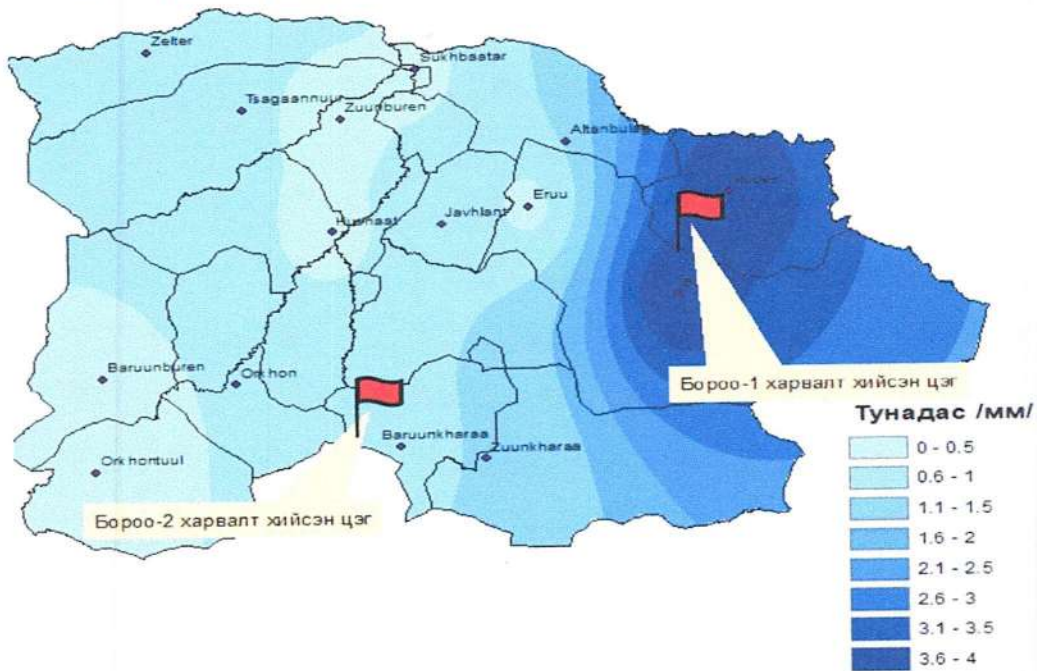 Zelter
Sukhbaatar
Tsagaannuur
Zuunburen
Altanbulag
Eruu
Javhlant
Hushaat
Baruunburen
Orkhon
Baruunkharaa
Zuunkharaa
Orkhontuul
Бороо-1 харвалт хийсэн цэг
Бороо-2 харвалт хийсэн цэг
Тунадас /мм/
0 - 0.5
0.6 - 1
1.1 - 1.5
1.6 - 2
2.1 - 2.5
2.6 - 3
3.1 - 3.5
3.6 - 4